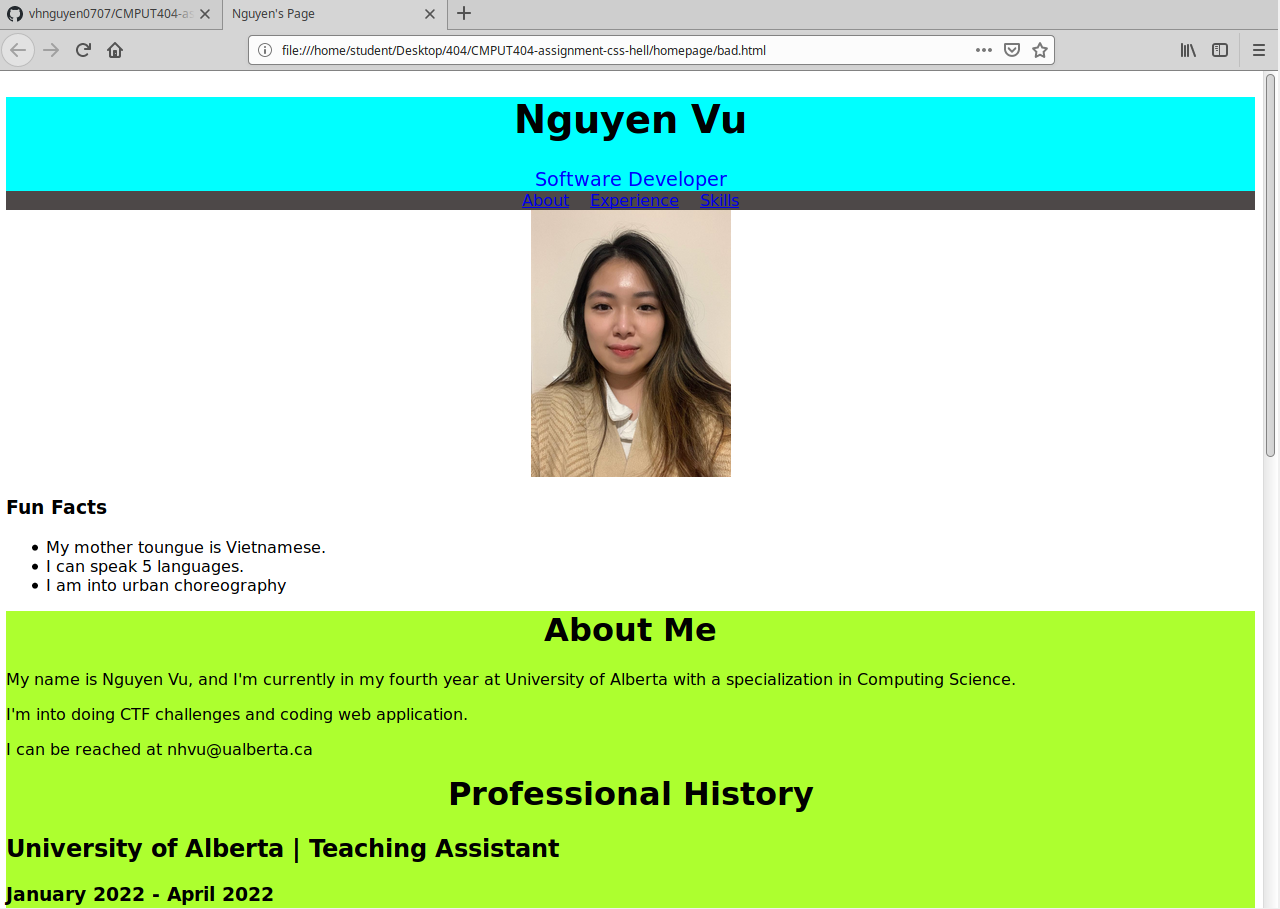 vhnguyen0707/CMPUT404-as
Nguyen's Page
file:///home/student/Desktop/404/CMPUT404-assignment-css-hell/homepage/bad.html
Nguyen Vu
Software Developer
About Experience Skills
Fun Facts
• My mother toungue is Vietnamese.
• I can speak 5 languages.
• I am into urban choreography
About Me
My name is Nguyen Vu, and I'm currently in my fourth year at University of Alberta with a specialization in Computing Science.
I'm into doing CTF challenges and coding web application.
I can be reached at nhvu@ualberta.ca
Professional History
University of Alberta | Teaching Assistant
January 2022 - April 2022